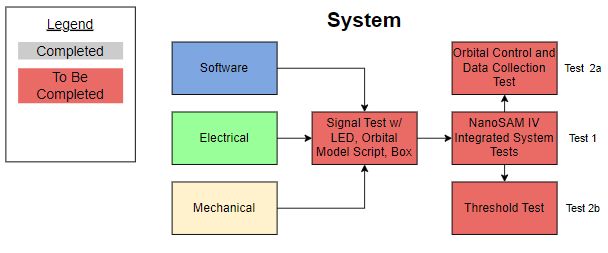 System
Legend
Completed
To Be
Completed
Software
Electrical
Mechanical
Signal Test w/
LED, Orbital
Model Script, Box
Orbital Control and
Data Collection
Test
Test 2a
NanoSAM IV
Integrated System
Tests
Test 1
Threshold Test
Test 2b